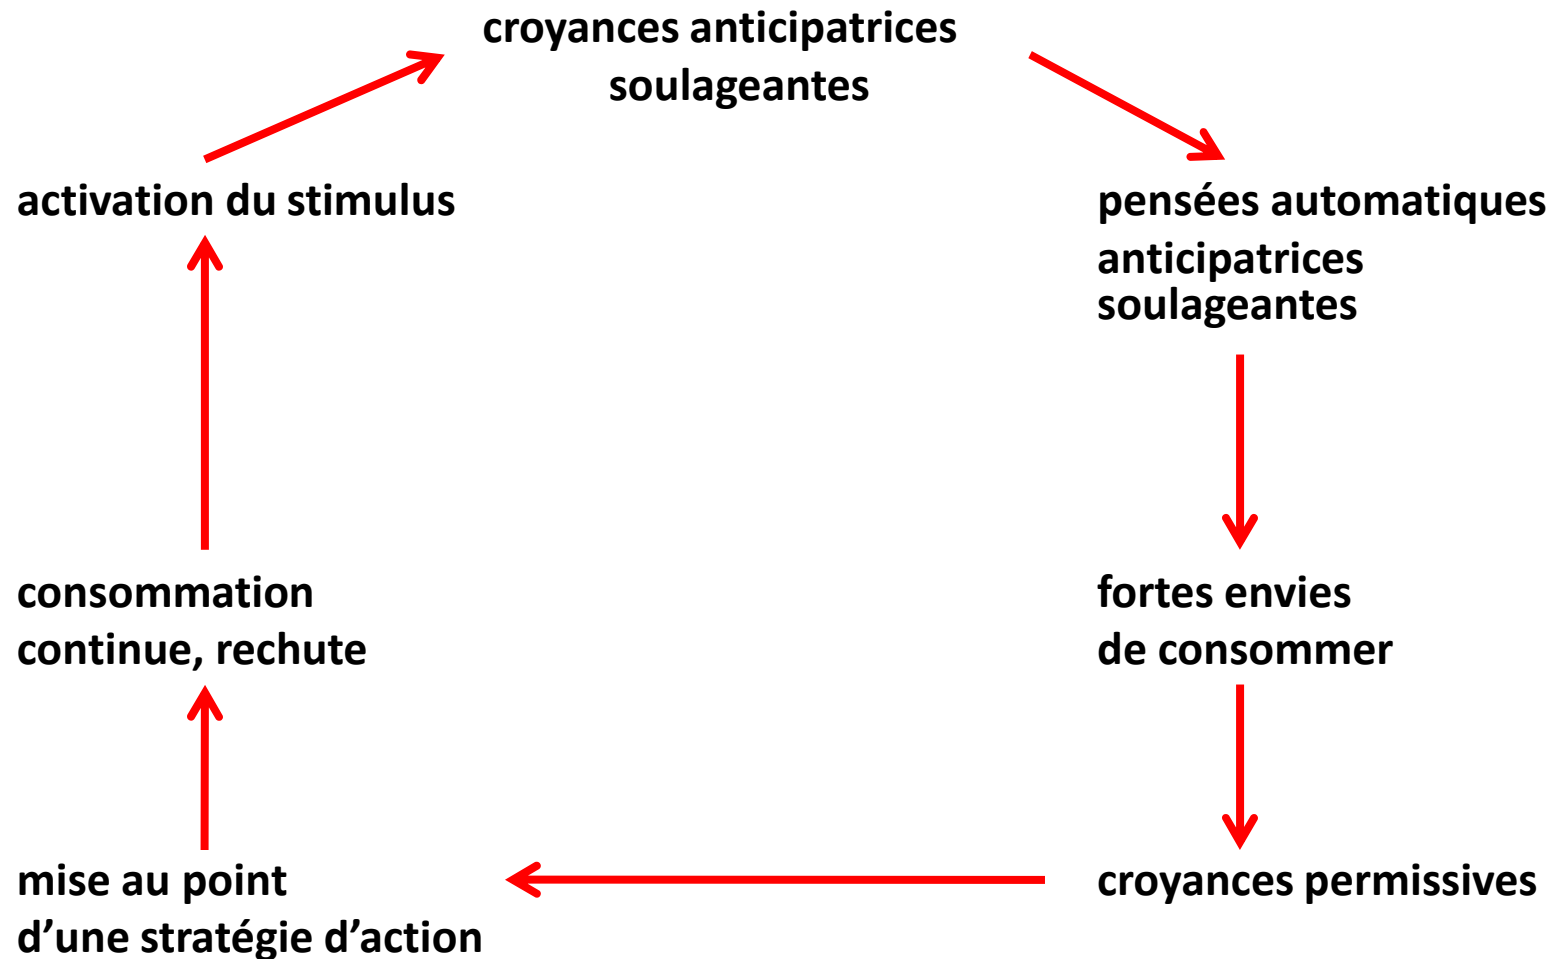 croyances anticipatrices
soulageantes
activation du stimulus
pensées automatiques
anticipatrices
soulageantes
consommation
continue, rechute
fortes envies
de consommer
mise au point
d’une stratégie d’action
croyances permissives